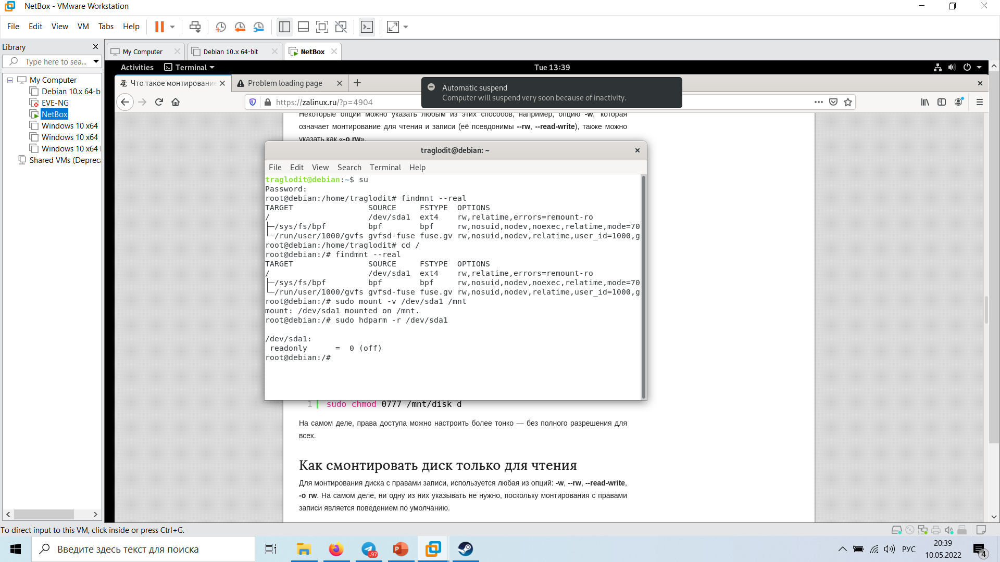 NetBox - VMware Workstation
File Edit View VM Tabs Help
Library
Type here to sea...
My Computer
Debian 10.x 64-b
EVE-NG
NetBox
Windows 10 x64
Windows 10 x64
Windows 10 x64
Shared VMs (Depreca
My Computer
Debian 10.x 64-bit
NetBox
Activities
Terminal
Tue 13:39
Что такое монтирование
Problem loading page
https://zalinux.ru/?p=4904
Automatic suspend
Computer will suspend very soon because of inactivity.
Некоторые опции можно указать любым из этих способов, например, опцию -w, которая
означает монтирование для чтения и записи (её псевдонимы --rw, --read-write), также можно
указать как «-o rw».
traglodit@debian: ~
File Edit View Search Terminal Help
traglodit@debian:~$ su
Password:
root@debian:/home/traglodit# findmnt --real
TARGET                SOURCE     FSTYPE  OPTIONS
/                     /dev/sda1  ext4    rw,relatime,errors=remount-ro
├─/sys/fs/bpf         bpf        bpf     rw,nosuid,nodev,noexec,relatime,mode=70
└─/run/user/1000/gvfs gvfsd-fuse fuse.gv rw,nosuid,nodev,relatime,user_id=1000,g
root@debian:/home/traglodit# cd /
root@debian:/# findmnt --real
TARGET                SOURCE     FSTYPE  OPTIONS
/                     /dev/sda1  ext4    rw,relatime,errors=remount-ro
├─/sys/fs/bpf         bpf        bpf     rw,nosuid,nodev,noexec,relatime,mode=70
└─/run/user/1000/gvfs gvfsd-fuse fuse.gv rw,nosuid,nodev,relatime,user_id=1000,g
root@debian:/# sudo mount -v /dev/sda1 /mnt
mount: /dev/sda1 mounted on /mnt.
root@debian:/# sudo hdparm -r /dev/sda1
/dev/sda1:
 readonly      =  0 (off)
root@debian:/#
1 sudo chmod 0777 /mnt/disk_d
На самом деле, права доступа можно настроить более тонко — без полного разрешения для
всех.
Как смонтировать диск только для чтения
Для монтирования диска с правами записи, используется любая из опций: -w, --rw, --read-write,
-o rw. На самом деле, ни одну из них указывать не нужно, поскольку монтирования с правами
записи является поведением по умолчанию.
To direct input to this VM, click inside or press Ctrl+G.
Введите здесь текст для поиска
..97
РУС
20:39
10.05.2022
4